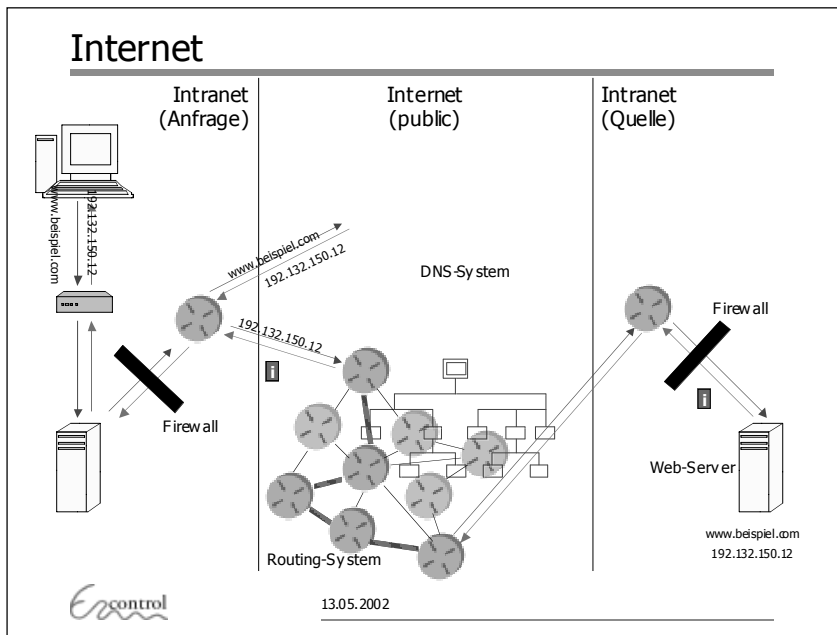 Internet
Intranet
(Anfrage)
Internet
(public)
Intranet
(Quelle)
www.beispiel.com
192.132.150.12
www.beispiel.com
192.132.150.12
DNS-System
192.132.150.12
Firewall
i
Firewall
i
Web-Server
www.beispiel.com
192.132.150.12
Routing-System
control
13.05.2002